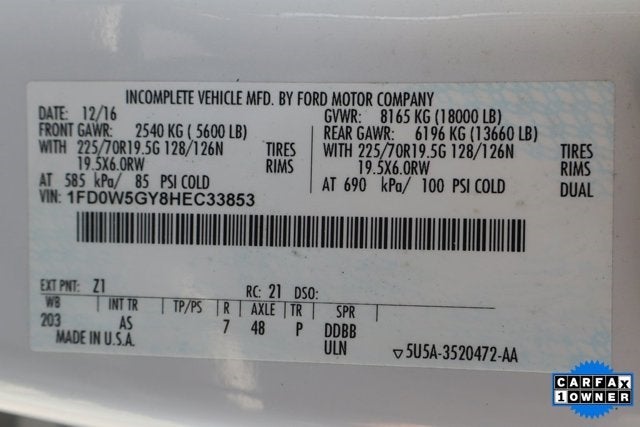 INCOMPLETE VEHICLE MFD. BY FORD MOTOR COMPANY
DATE: 12/16 GVWR: 8165 KG (18000 LB)
FRONT GAWR: 2540 KG ( 5600 LB) REAR GAWR: 6196 KG (13660 LB)
WITH 225/70R19.5G 128/126N TIRES WITH 225/70R19.5G 128/126N TIRES
19.5X6.0RW RIMS 19.5X6.0RW RIMS
AT 585 kPa/ 85 PSI COLD AT 690 kPa/ 100 PSI COLD DUAL
VIN: 1FD0W5GY8HEC33853
EXT PNT: Z1 RC: 21 DSO:
WB INT TR TP/PS R AXLE TR SPR
203 AS 7 48 P DDBB
MADE IN U.S.A. ULN ▽5U5A-3520472-AA
CARFAX
1 OWNER